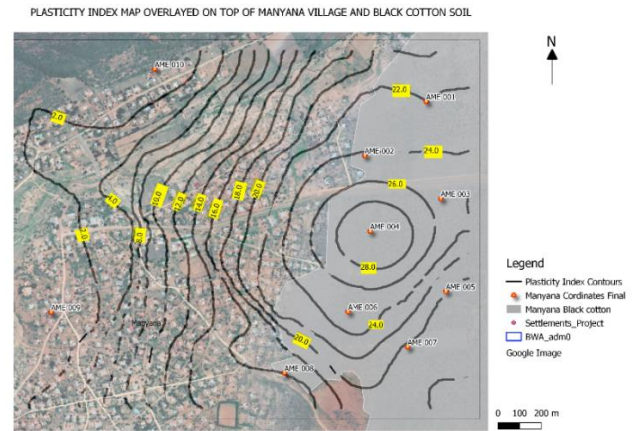 PLASTICITY INDEX MAP OVERLAYED ON TOP OF MANYANA VILLAGE AND BLACK COTTON SOIL
N
AME 010
22.0
AME 001
2.0
AME 002
24.0
26.0
AME 003
20.0
18.0
10.0
12.0
14.0
16.0
4.0
AME 004
2.0
8.0
28.0
AME 005
AME 009
AME 006
Manyana
24.0
20.0
AME 007
AME 008
Legend
Plasticity Index Contours
Manyana Cordinates Final
Manyana Black cotton
Settlements_Project
BWA_adm0
Google Image
0 100 200 m